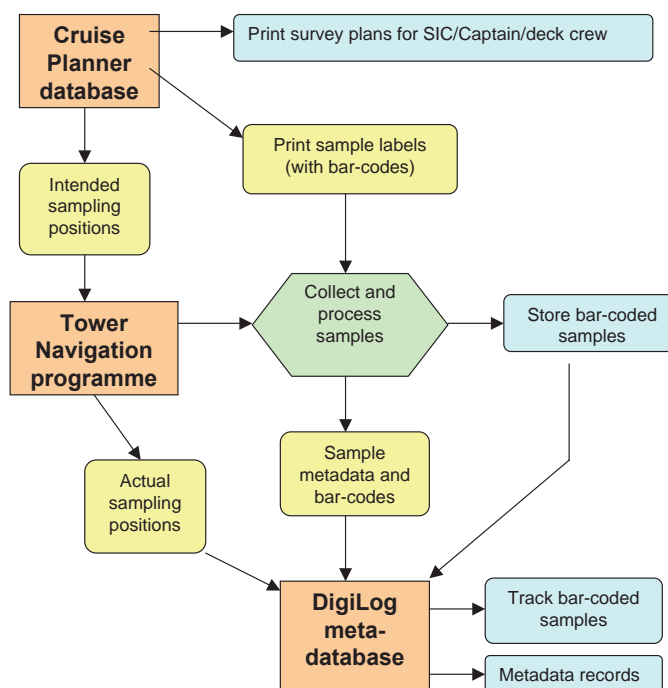 Cruise
Planner
database
Print survey plans for SIC/Captain/deck crew
Print sample labels
(with bar-codes)
Intended
sampling
positions
Tower
Navigation
programme
Collect and
process
samples
Store bar-coded
samples
Actual
sampling
positions
Sample
metadata and
bar-codes
DigiLog
meta-
database
Track bar-coded
samples
Metadata records